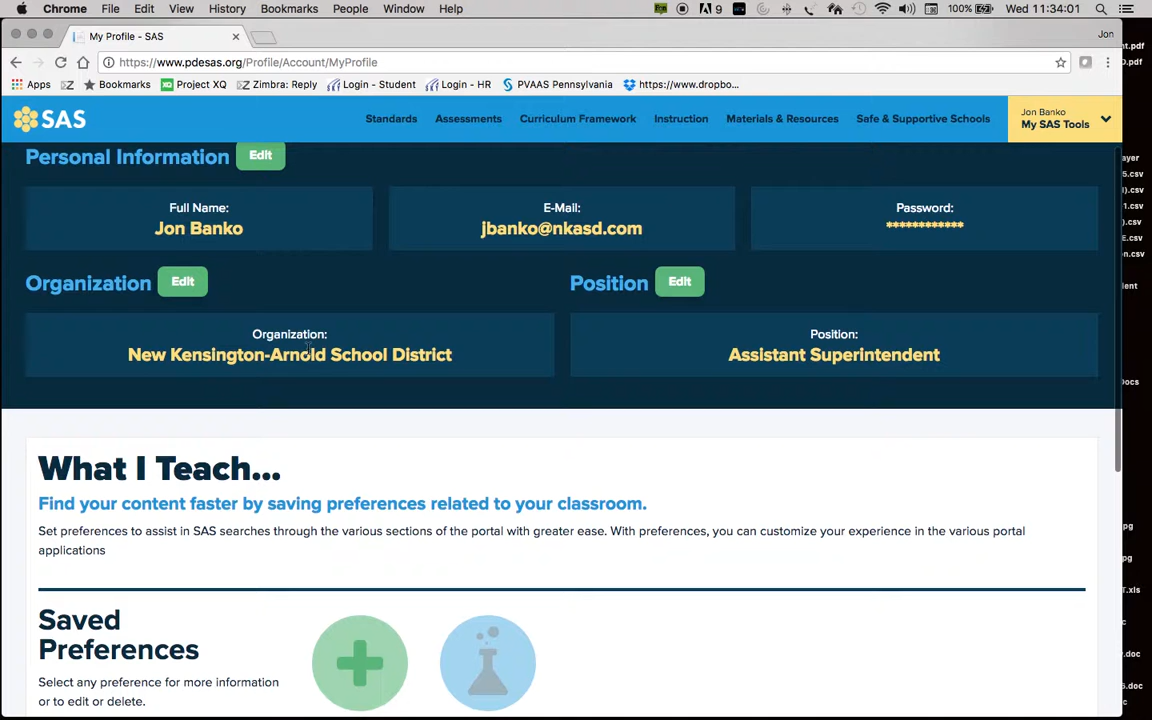 Chrome File Edit View History Bookmarks People Window Help 9 100% Wed 11:34:01
My Profile - SAS Jon
https://www.pdesas.org/Profile/Account/MyProfile
Apps Bookmarks XQ Project XQ Zimbra: Reply Login - Student Login - HR PVAAS Pennsylvania https://www.dropbo...
SAS Standards Assessments Curriculum Framework Instruction Materials & Resources Safe & Supportive Schools
Jon Banko
My SAS Tools
Personal Information Edit
Full Name: E-Mail: Password:
Jon Banko jbanko@nkasd.com ************
Organization Edit Position Edit
Organization: Position:
New Kensington-Arnold School District Assistant Superintendent
What I Teach...
Find your content faster by saving preferences related to your classroom.
Set preferences to assist in SAS searches through the various sections of the portal with greater ease. With preferences, you can customize your experience in the various portal
applications
Saved
Preferences
Select any preference for more information
or to edit or delete.